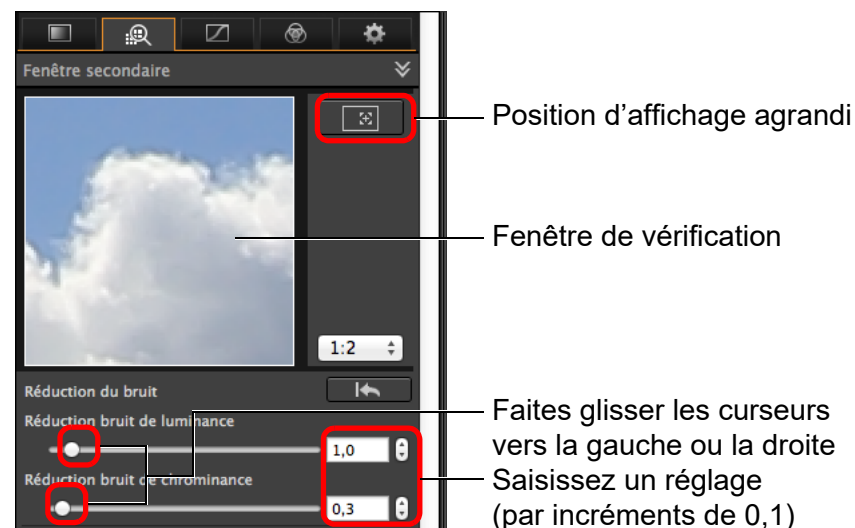 Fenêtre secondaire
Position d'affichage agrandi
Fenêtre de vérification
1:2
Réduction du bruit
Réduction bruit de luminance
1,0
Réduction bruit de chrominance
0,3
Faites glisser les curseurs
vers la gauche ou la droite
Saisissez un réglage
(par incréments de 0,1)